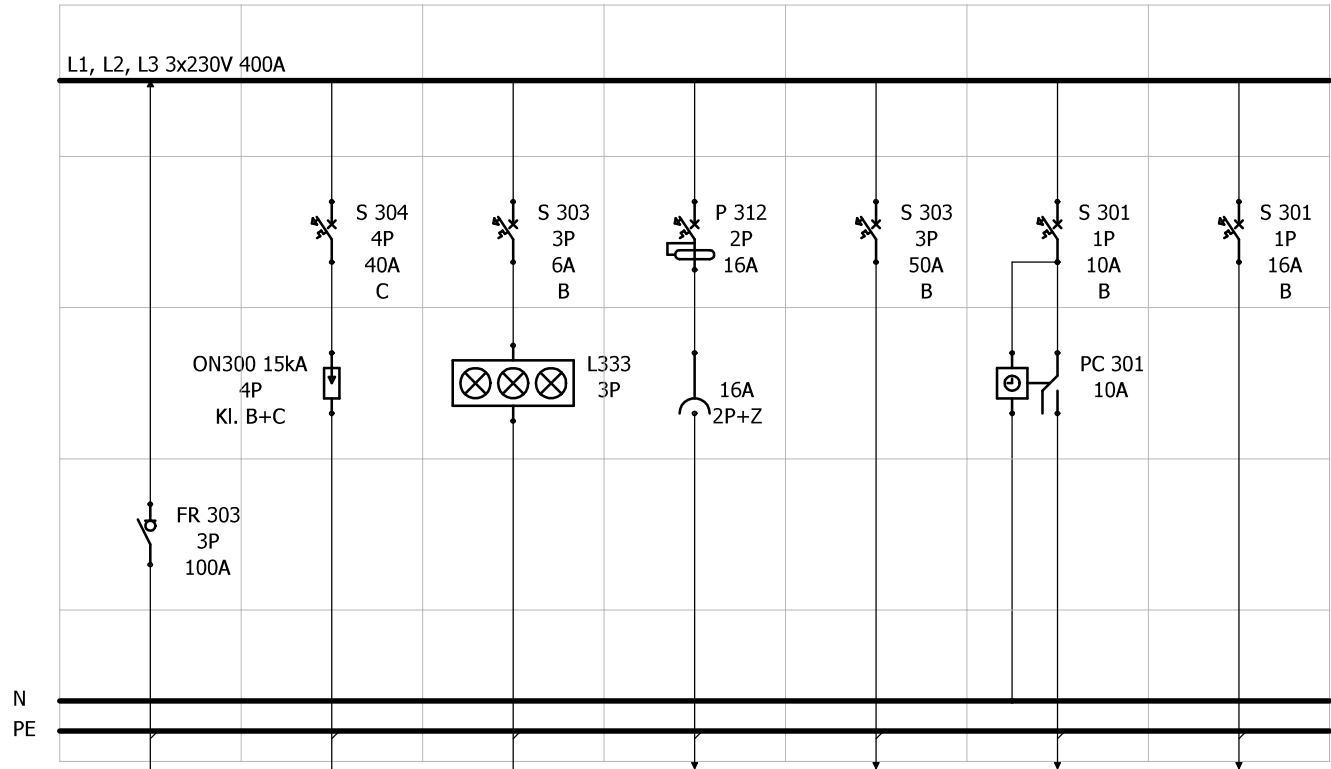 L1, L2, L3 3x230V 400A
S 304
4P
40A
C
S 303
3P
6A
B
P 312
2P
16A
S 303
3P
50A
B
S 301
1P
10A
B
S 301
1P
16A
B
ON300 15kA
4P
Kl. B+C
L333
3P
16A
2P+Z
PC 301
10A
FR 303
3P
100A
N
PE